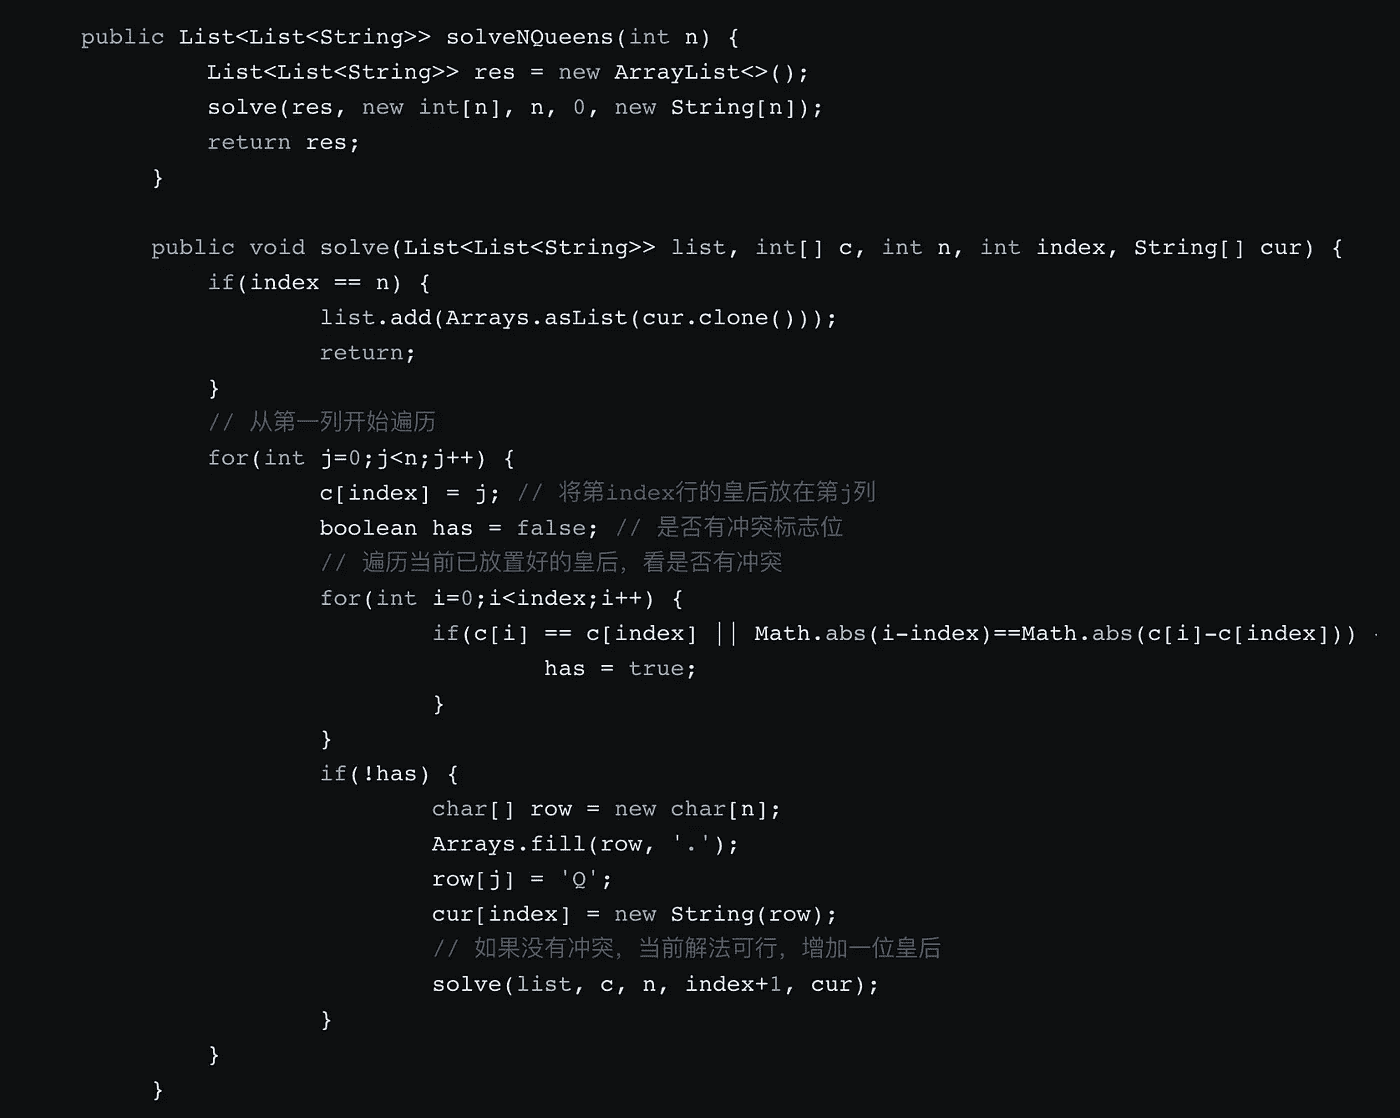 public List<List<String>> solveNQueens(int n) {
List<List<String>> res = new ArrayList<>();
solve(res, new int[n], n, 0, new String[n]);
return res;
}
public void solve(List<List<String>> list, int[] c, int n, int index, String[] cur) {
if(index == n) {
list.add(Arrays.asList(cur.clone()));
return;
}
// 从第一列开始遍历
for(int j=0;j<n;j++) {
c[index] = j; // 将第index行的皇后放在第j列
boolean has = false; // 是否有冲突标志位
// 遍历当前已放置好的皇后，看是否有冲突
for(int i=0;i<index;i++) {
if(c[i] == c[index] || Math.abs(i-index)==Math.abs(c[i]-c[index]))
has = true;
}
}
if(!has) {
char[] row = new char[n];
Arrays.fill(row, '.');
row[j] = 'Q';
cur[index] = new String(row);
// 如果没有冲突，当前解法可行，增加一位皇后
solve(list, c, n, index+1, cur);
}
}
}